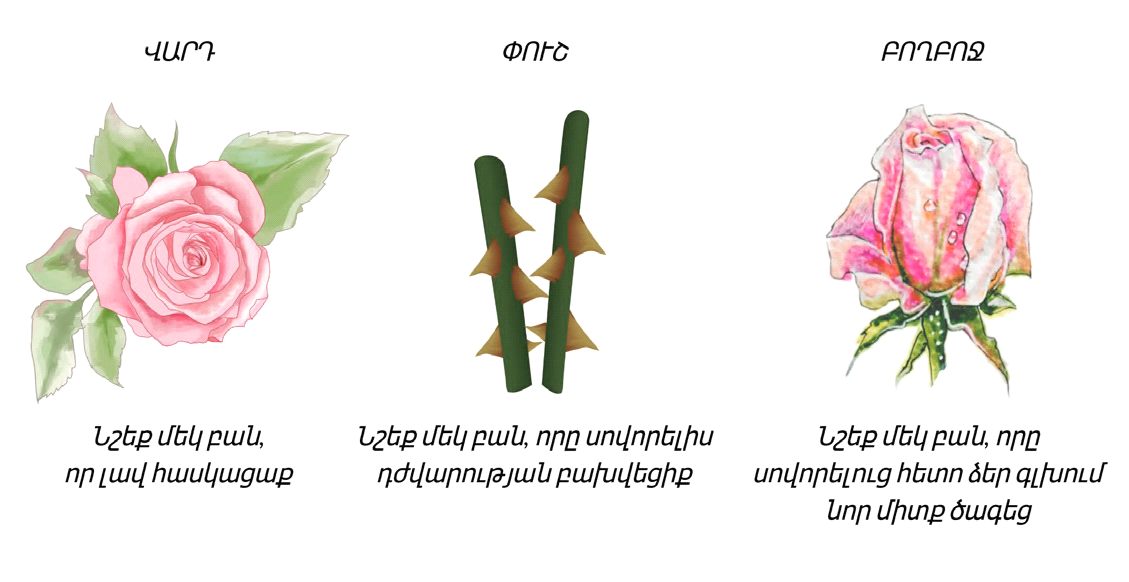 ՎԱՐԴ
ՓՈՒՇ
ԲՈՂԲՈՋ
Նշեք մեկ բան,
որ լավ հասկացաք
Նշեք մեկ բան, որը սովորելիս
դժվարության բախվեցիք
Նշեք մեկ բան, որը
սովորելուց հետո ձեր գլխում
նոր միտք ծագեց